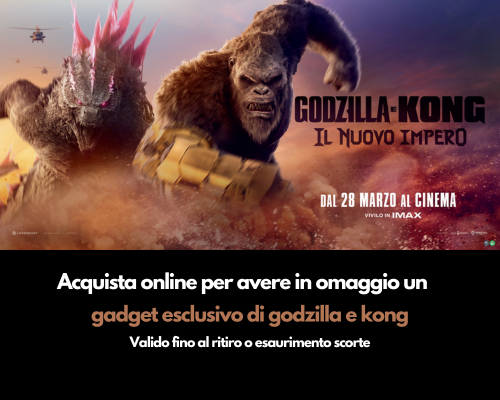 GODZILLA E KONG
IL NUOVO IMPERO
DAL 28 MARZO AL CINEMA
VIVILO IN IMAX
Acquista online per avere in omaggio un
gadget esclusivo di godzilla e kong
Valido fino al ritiro o esaurimento scorte